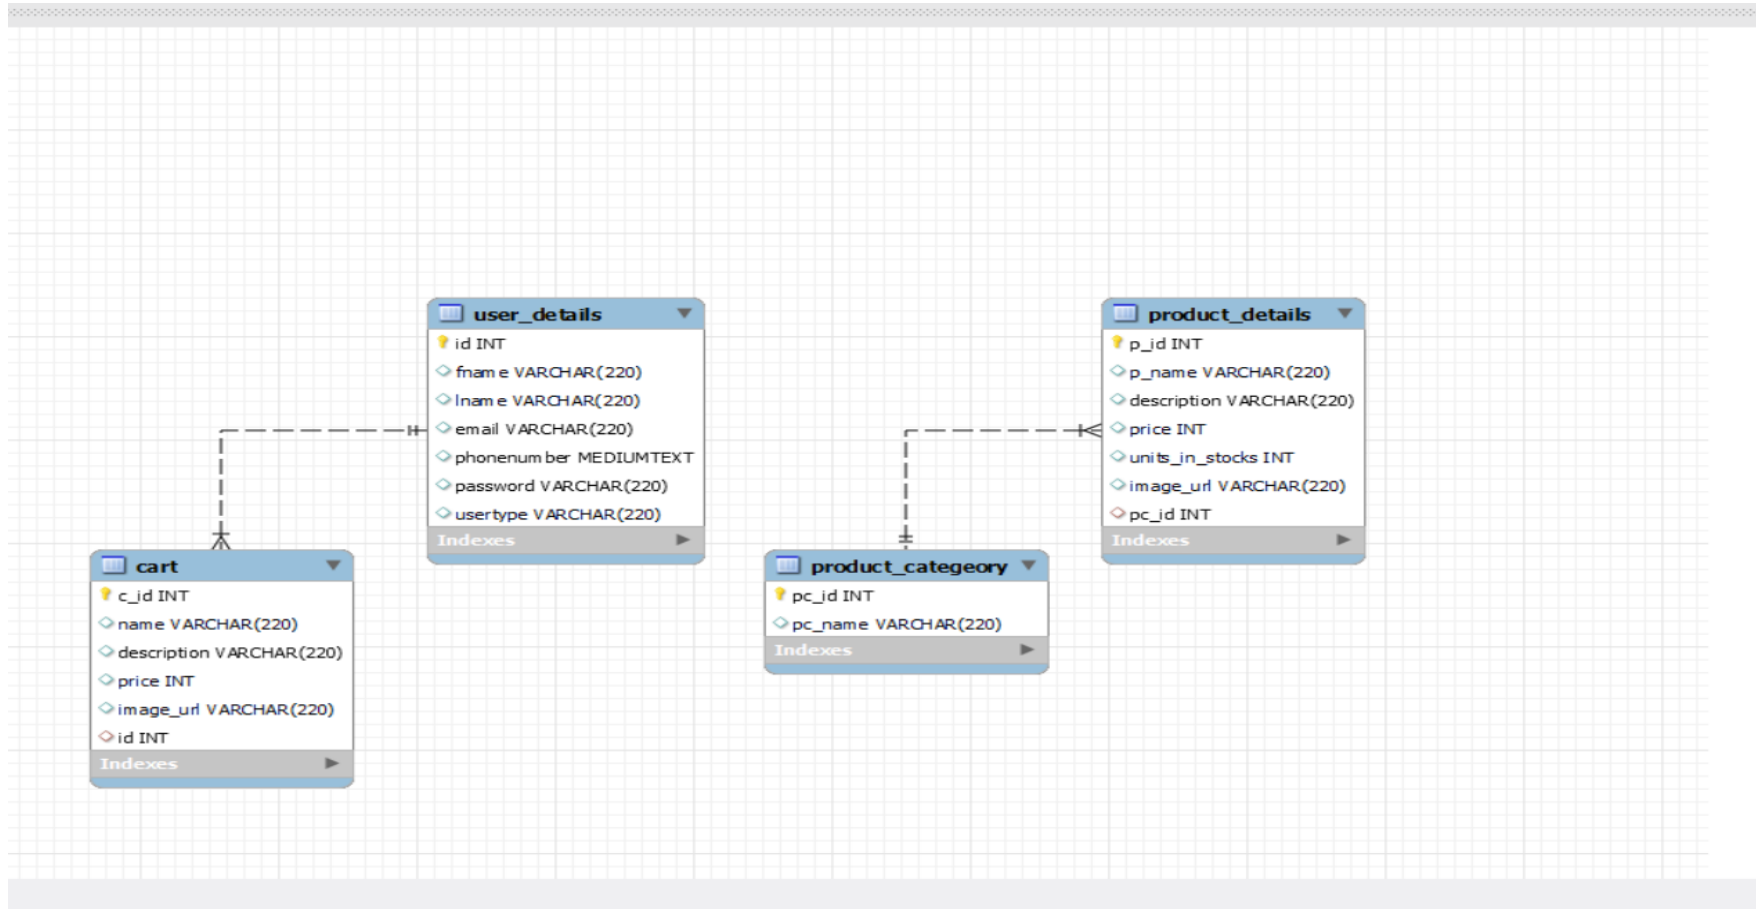 user_details
id INT
fname VARCHAR(220)
lname VARCHAR(220)
email VARCHAR(220)
phonenumber MEDIUMTEXT
password VARCHAR(220)
usertype VARCHAR(220)
Indexes
product_details
p_id INT
p_name VARCHAR(220)
description VARCHAR(220)
price INT
units_in_stocks INT
image_url VARCHAR(220)
pc_id INT
Indexes
cart
c_id INT
name VARCHAR(220)
description VARCHAR(220)
price INT
image_url VARCHAR(220)
id INT
Indexes
product_categeory
pc_id INT
pc_name VARCHAR(220)
Indexes